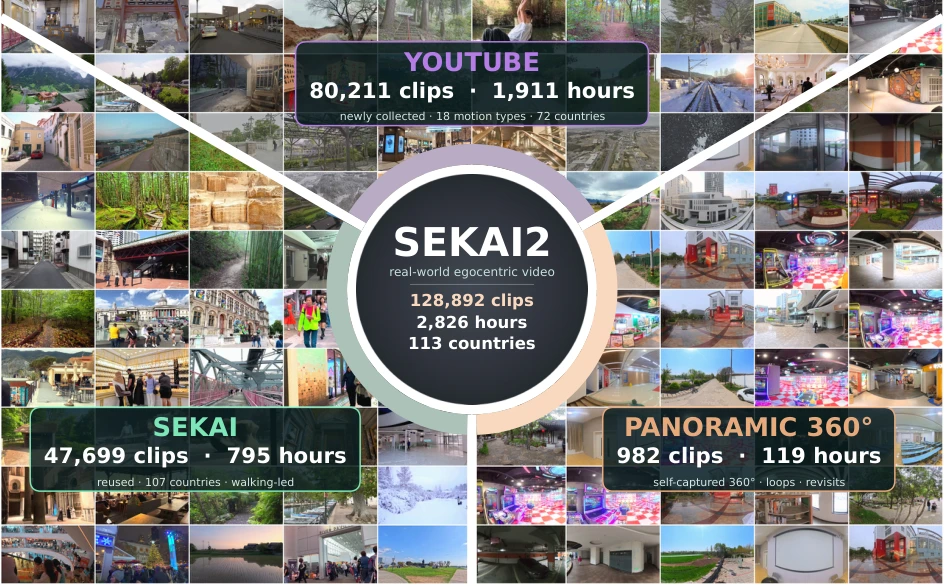 YOUTUBE
80,211 clips · 1,911 hours
newly collected · 18 motion types · 72 countries
SEKAI2
real-world egocentric video
128,892 clips
2,826 hours
113 countries
SEKAI
47,699 clips · 795 hours
reused · 107 countries · walking-led
PANORAMIC 360°
982 clips · 119 hours
self-captured 360° · loops · revisits